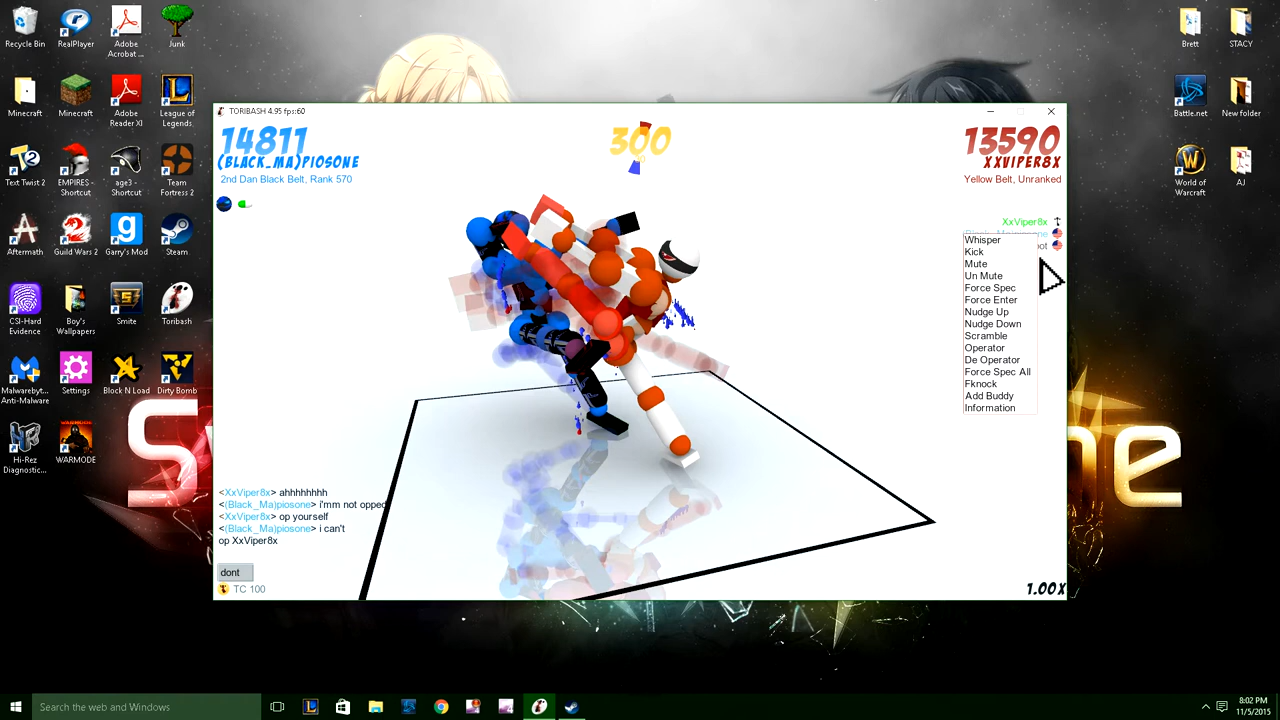 Recycle Bin
RealPlayer
Adobe
Acrobat ...
Junk
Brett
STACY
Minecraft
Minecraft
Adobe
Reader XI
League of
Legends
Battle.net
New folder
Text Twist 2
EMPIRES -
Shortcut
age3 -
Shortcut
Team
Fortress 2
World of
Warcraft
AJ
Aftermath
Guild Wars 2
Garry's Mod
Steam
CSI-Hard
Evidence
Boy's
Wallpapers
Smite
Toribash
Malwarebyt...
Anti-Malware
Settings
Block N Load
Dirty Bomb
Hi-Rez
Diagnostic...
WARMODE
TORIBASH 4.95 fps:60
14811
(BLACK_MA)PIOSONE
2nd Dan Black Belt, Rank 570
300
13590
XXVIPER8X
Yellow Belt, Unranked
XxViper8x
Whisper
Kick
Mute
Un Mute
Force Spec
Force Enter
Nudge Up
Nudge Down
Scramble
Operator
De Operator
Force Spec All
Fknock
Add Buddy
Information
<XxViper8x> ahhhhhhhh
<(Black_Ma)piosone> i'mm not opped
<XxViper8x> op yourself
<(Black_Ma)piosone> i can't
op XxViper8x
dont
TC 100
1.00X
Search the web and Windows
8:02 PM
11/5/2015